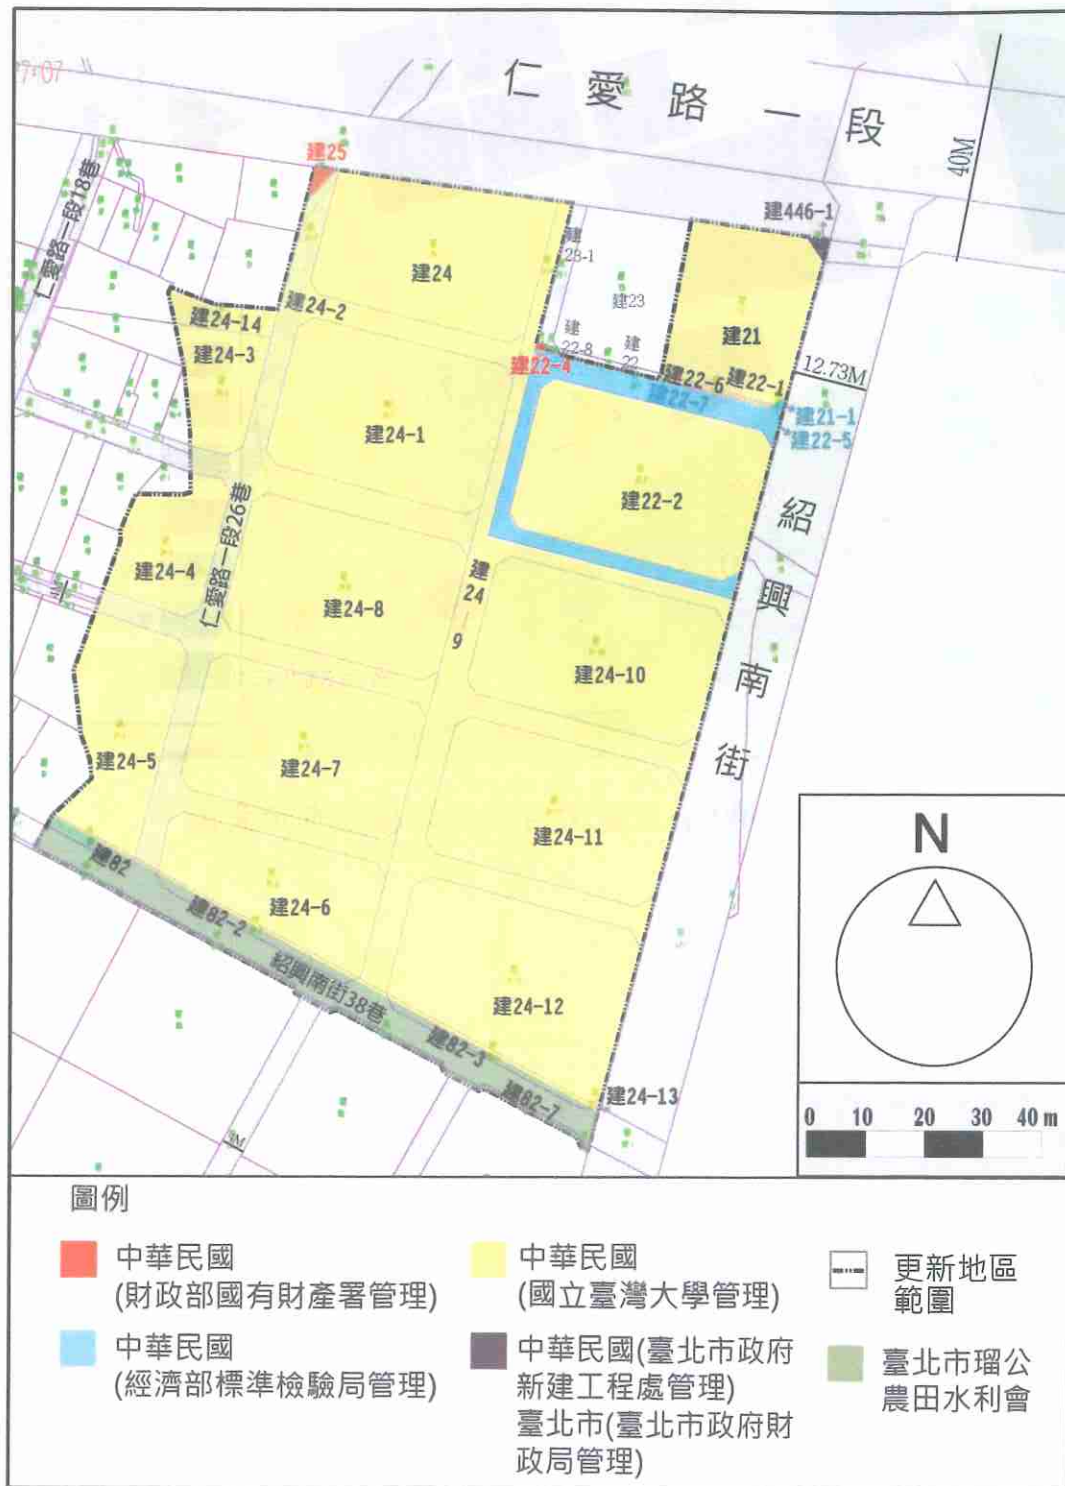 仁愛路一段
40M
仁愛路一段18巷
建25
建446-1
建24
建28-1
建23
建21
建24-2
建24-14
建24-3
建22-8
建22
建22-4
建22-6
建22-1
12.73M
建22-7
建21-1
建22-5
建24-1
建22-2
仁愛路一段26巷
紹興南街
建24-4
建24-8
建24-9
建24-10
建24-5
建24-7
建24-11
N
建82
建82-2
建24-6
紹興南街38巷
建24-12
建82-3
建82-7
建24-13
8M
0 10 20 30 40 m
圖例
中華民國
(財政部國有財產署管理)
中華民國
(國立臺灣大學管理)
更新地區
範圍
中華民國
(經濟部標準檢驗局管理)
中華民國(臺北市政府
新建工程處管理)
臺北市(臺北市政府財
政局管理)
臺北市瑠公
農田水利會